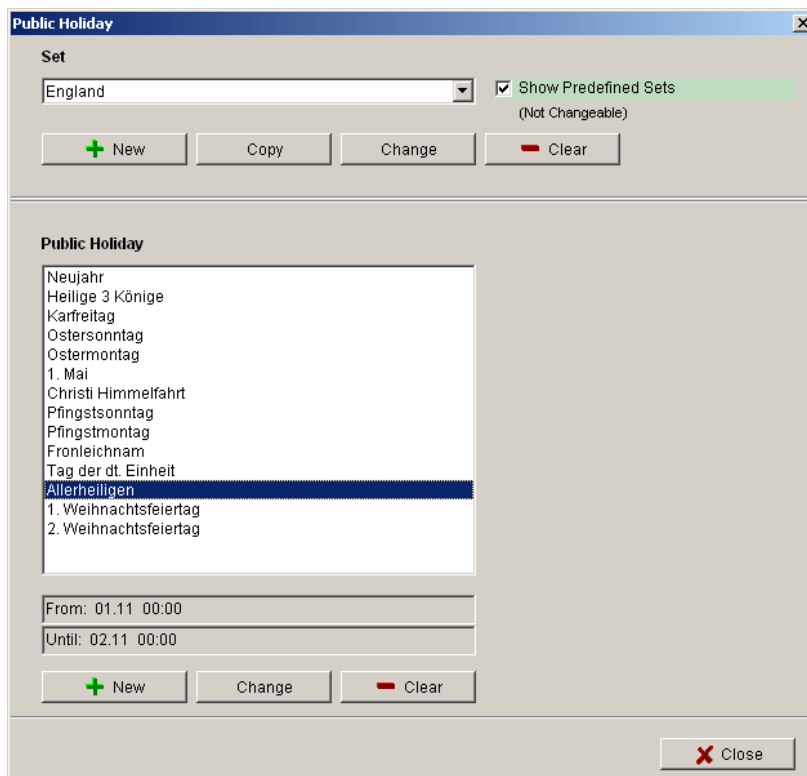 Public Holiday
Set
England
Show Predefined Sets
(Not Changeable)
New Copy Change Clear
Public Holiday
Neujahr
Heilige 3 Könige
Karfreitag
Ostersonntag
Ostermontag
1. Mai
Christi Himmelfahrt
Pfingstsonntag
Pfingstmontag
Fronleichnam
Tag der dt. Einheit
Allerheiligen
1. Weihnachtsfeiertag
2. Weihnachtsfeiertag
From: 01.11 00:00
Until: 02.11 00:00
New Change Clear
Close